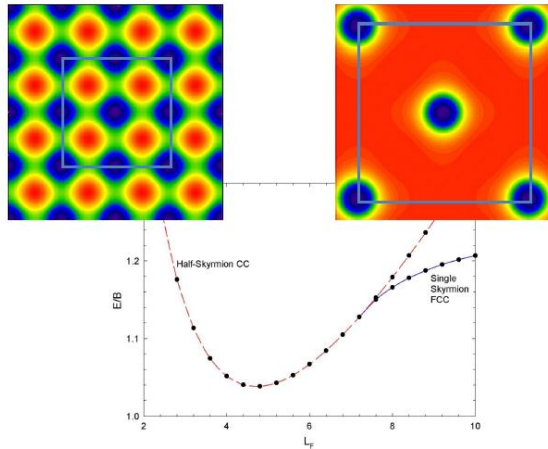 1.2
1.1
1.0
E/B
Half-Skyrmion CC
Single
Skyrmion
FCC
2 4 6 8 10
L_F